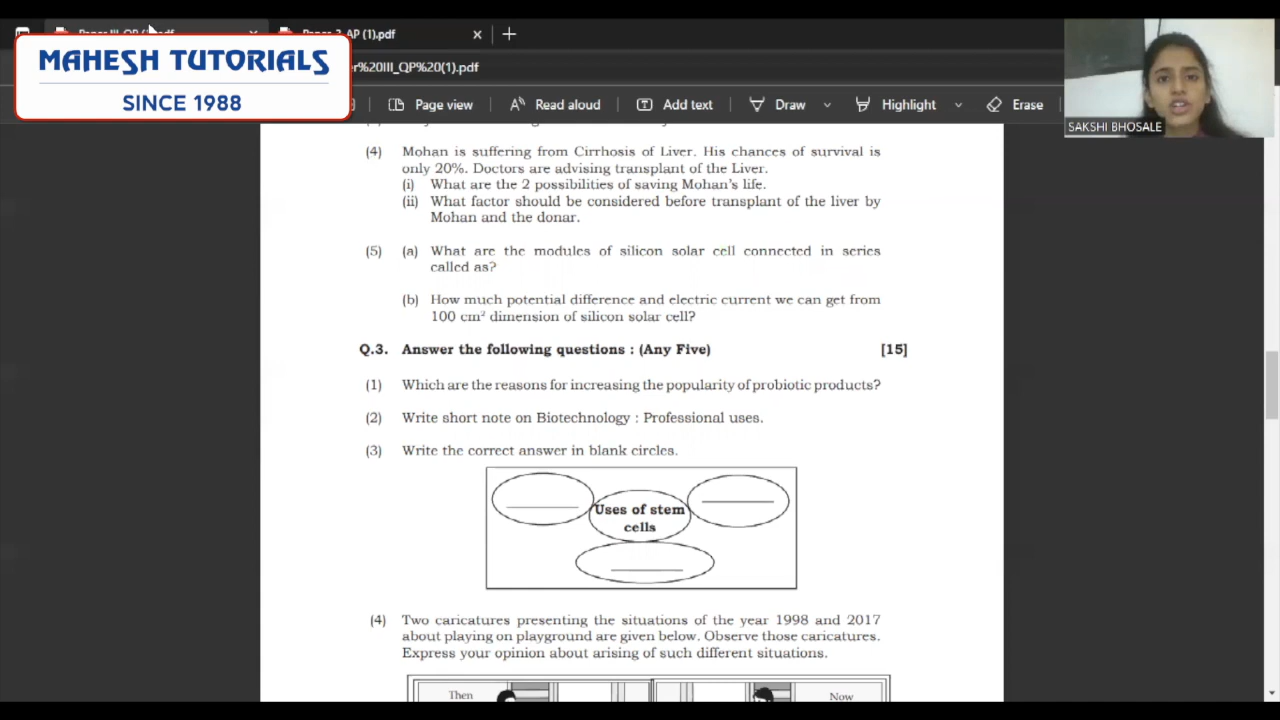 Paper 3_AP (1).pdf
MAHESH TUTORIALS
SINCE 1988
er%20III_QP%20(1).pdf
Page view
Read aloud
Add text
Draw
Highlight
Erase
SAKSHI BHOSALE
(4) Mohan is suffering from Cirrhosis of Liver. His chances of survival is
only 20%. Doctors are advising transplant of the Liver.
(i) What are the 2 possibilities of saving Mohan's life.
(ii) What factor should be considered before transplant of the liver by
Mohan and the donar.
(5) (a) What are the modules of silicon solar cell connected in series
called as?
(b) How much potential difference and electric current we can get from
100 cm² dimension of silicon solar cell?
Q.3. Answer the following questions : (Any Five) [15]
(1) Which are the reasons for increasing the popularity of probiotic products?
(2) Write short note on Biotechnology : Professional uses.
(3) Write the correct answer in blank circles.
Uses of stem
cells
(4) Two caricatures presenting the situations of the year 1998 and 2017
about playing on playground are given below. Observe those caricatures.
Express your opinion about arising of such different situations.
Then
Now